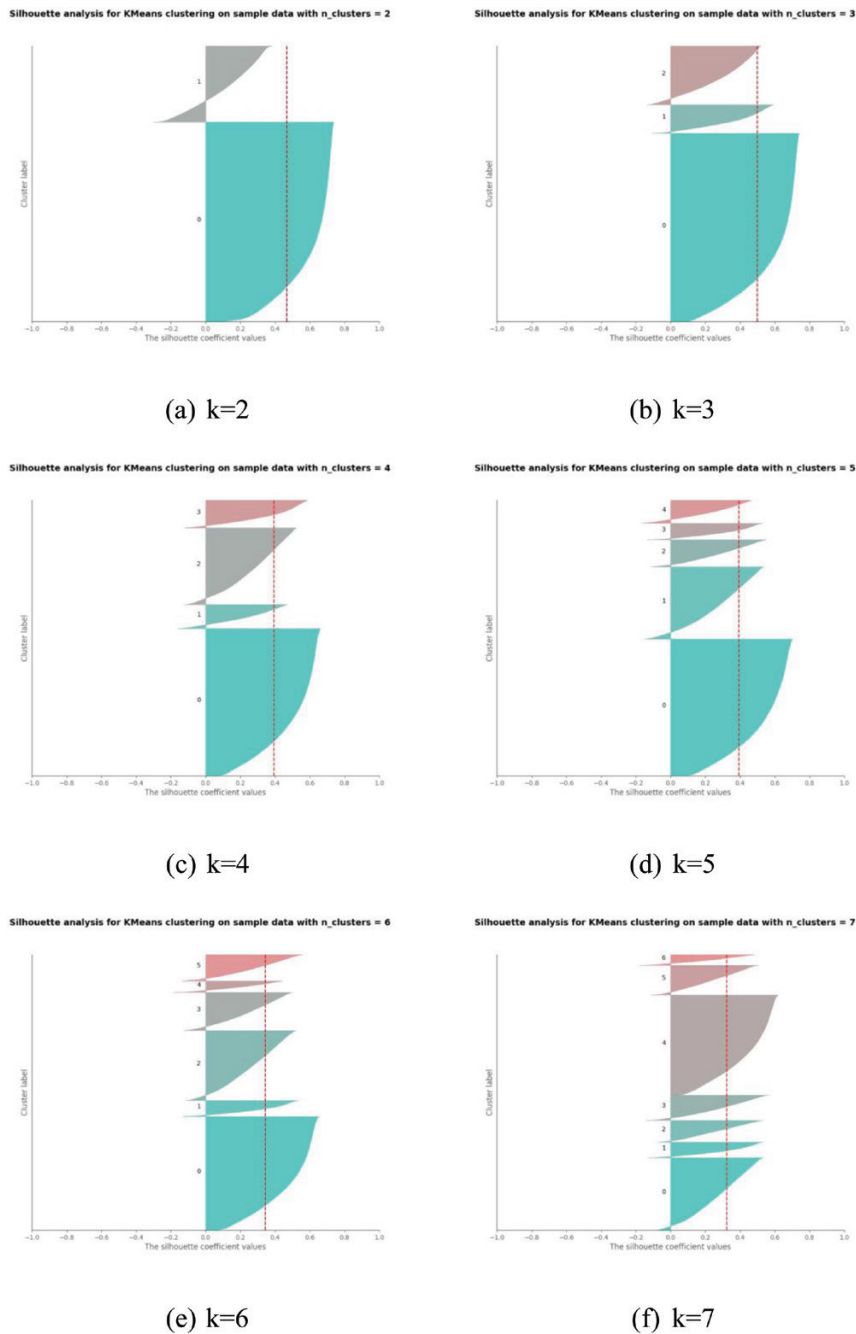 Silhouette analysis for KMeans clustering on sample data with n_clusters = 2
1
0
Cluster label
−1.0 −0.8 −0.6 −0.4 −0.2 0.0 0.2 0.4 0.6 0.8 1.0
The silhouette coefficient values
(a) k=2
Silhouette analysis for KMeans clustering on sample data with n_clusters = 3
2
1
0
Cluster label
−1.0 −0.8 −0.6 −0.4 −0.2 0.0 0.2 0.4 0.6 0.8 1.0
The silhouette coefficient values
(b) k=3
Silhouette analysis for KMeans clustering on sample data with n_clusters = 4
3
2
1
0
Cluster label
−1.0 −0.8 −0.6 −0.4 −0.2 0.0 0.2 0.4 0.6 0.8 1.0
The silhouette coefficient values
(c) k=4
Silhouette analysis for KMeans clustering on sample data with n_clusters = 5
4
3
2
1
0
Cluster label
−1.0 −0.8 −0.6 −0.4 −0.2 0.0 0.2 0.4 0.6 0.8 1.0
The silhouette coefficient values
(d) k=5
Silhouette analysis for KMeans clustering on sample data with n_clusters = 6
5
4
3
2
1
0
Cluster label
−1.0 −0.8 −0.6 −0.4 −0.2 0.0 0.2 0.4 0.6 0.8 1.0
The silhouette coefficient values
(e) k=6
Silhouette analysis for KMeans clustering on sample data with n_clusters = 7
6
5
4
3
2
1
0
Cluster label
−1.0 −0.8 −0.6 −0.4 −0.2 0.0 0.2 0.4 0.6 0.8 1.0
The silhouette coefficient values
(f) k=7